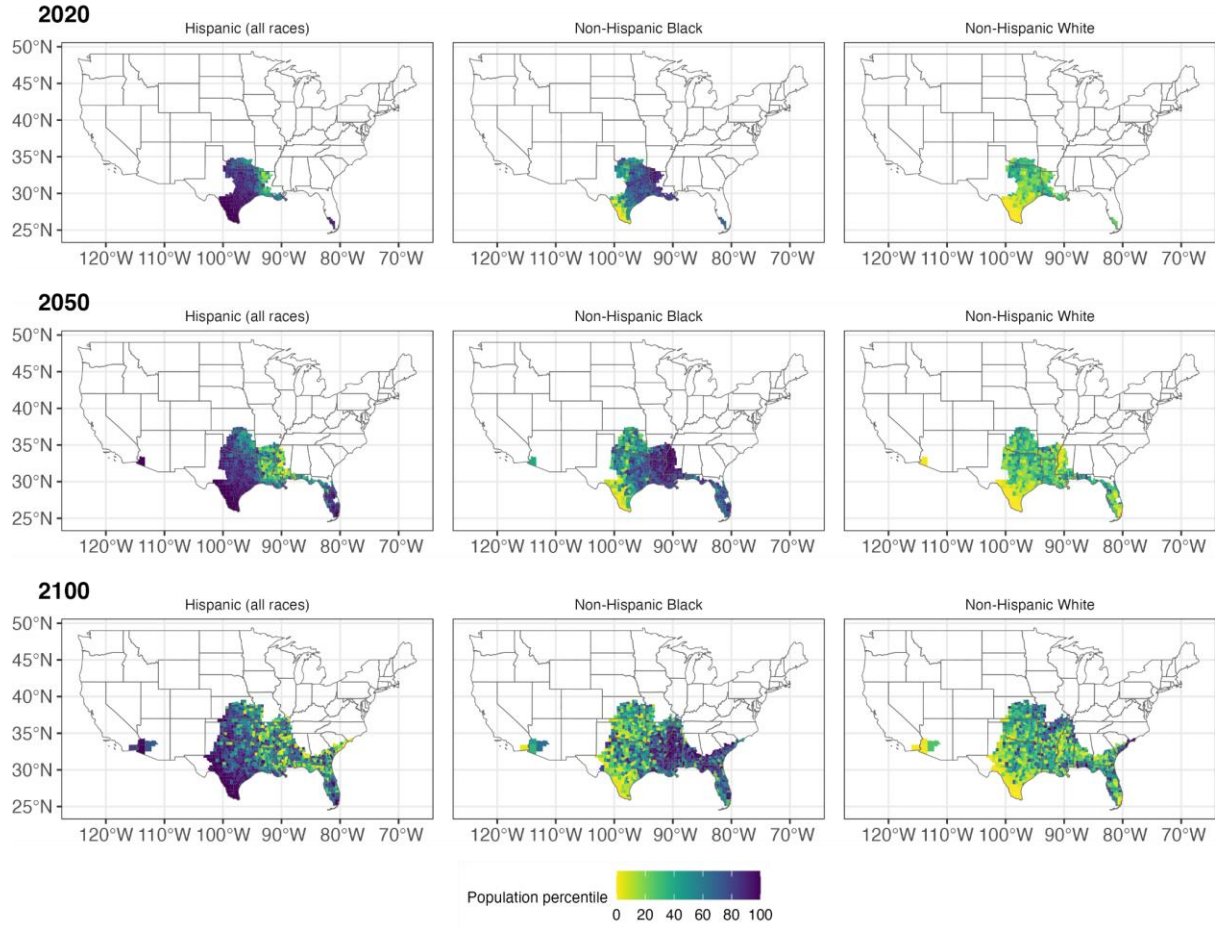 2020
Hispanic (all races) Non-Hispanic Black Non-Hispanic White
50°N
45°N
40°N
35°N
30°N
25°N
120°W 110°W 100°W 90°W 80°W 70°W 120°W 110°W 100°W 90°W 80°W 70°W 120°W 110°W 100°W 90°W 80°W 70°W
2050
Hispanic (all races) Non-Hispanic Black Non-Hispanic White
50°N
45°N
40°N
35°N
30°N
25°N
120°W 110°W 100°W 90°W 80°W 70°W 120°W 110°W 100°W 90°W 80°W 70°W 120°W 110°W 100°W 90°W 80°W 70°W
2100
Hispanic (all races) Non-Hispanic Black Non-Hispanic White
50°N
45°N
40°N
35°N
30°N
25°N
120°W 110°W 100°W 90°W 80°W 70°W 120°W 110°W 100°W 90°W 80°W 70°W 120°W 110°W 100°W 90°W 80°W 70°W
Population percentile
0 20 40 60 80 100